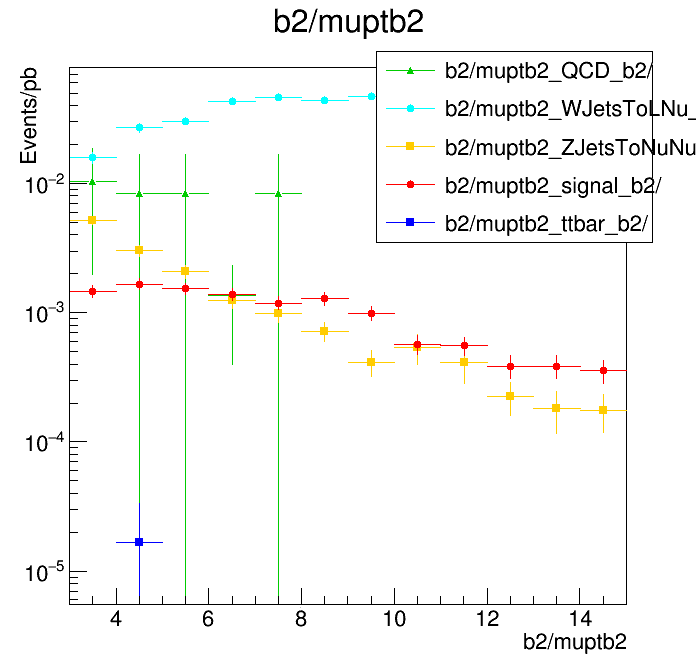 b2/muptb2
Events/pb
b2/muptb2_QCD_b2/
b2/muptb2_WJetsToLNu_
b2/muptb2_ZJetsToNuNu
b2/muptb2_signal_b2/
b2/muptb2_ttbar_b2/
10−2
10−3
10−4
10−5
4 6 8 10 12 14
b2/muptb2